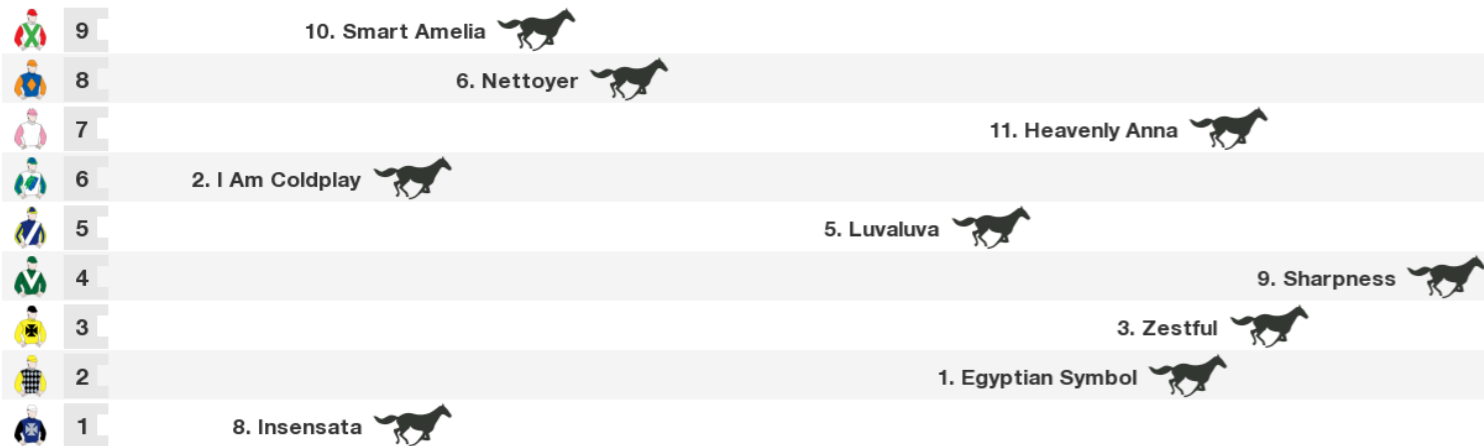 9 10. Smart Amelia
8 6. Nettoyer
7 11. Heavenly Anna
6 2. I Am Coldplay
5 5. Luvaluva
4 9. Sharpness
3 3. Zestful
2 1. Egyptian Symbol
1 8. Insensata